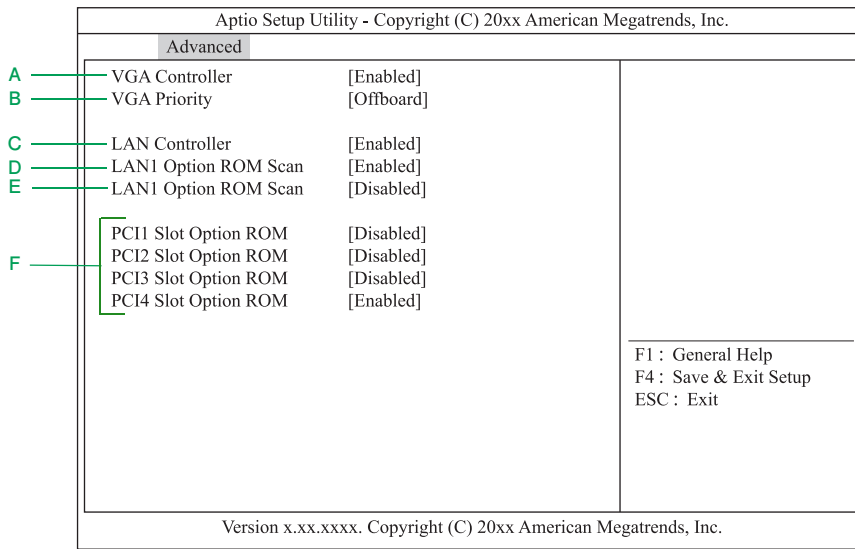 Aptio Setup Utility - Copyright (C) 20xx American Megatrends, Inc.
Advanced
A VGA Controller [Enabled]
B VGA Priority [Offboard]
C LAN Controller [Enabled]
D LAN1 Option ROM Scan [Enabled]
E LAN1 Option ROM Scan [Disabled]
F
PCI1 Slot Option ROM [Disabled]
PCI2 Slot Option ROM [Disabled]
PCI3 Slot Option ROM [Disabled]
PCI4 Slot Option ROM [Enabled]
F1 : General Help
F4 : Save & Exit Setup
ESC : Exit
Version x.xx.xxxx. Copyright (C) 20xx American Megatrends, Inc.